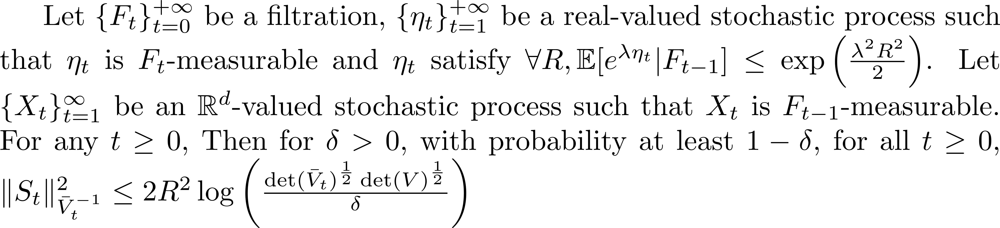 Let $\{F_t\}_{t=0}^{+\infty}$ be a filtration, $\{\eta_t\}_{t=1}^{+\infty}$ be a real-valued stochastic process such
that $\eta_t$ is $F_t$-measurable and $\eta_t$ satisfy $\forall R, \mathbb{E}[e^{\lambda \eta_t} | F_{t-1}] \leq \exp\left(\frac{\lambda^2 R^2}{2}\right)$. Let
$\{X_t\}_{t=1}^{\infty}$ be an $\mathbb{R}^d$-valued stochastic process such that $X_t$ is $F_{t-1}$-measurable.
For any $t \geq 0$, Then for $\delta > 0$, with probability at least $1 - \delta$, for all $t \geq 0$,
$\|S_t\|_{\bar{V}_t^{-1}}^2 \leq 2R^2 \log\left(\frac{\det(\bar{V}_t)^{\frac{1}{2}} \det(V)^{\frac{1}{2}}}{\delta}\right)$